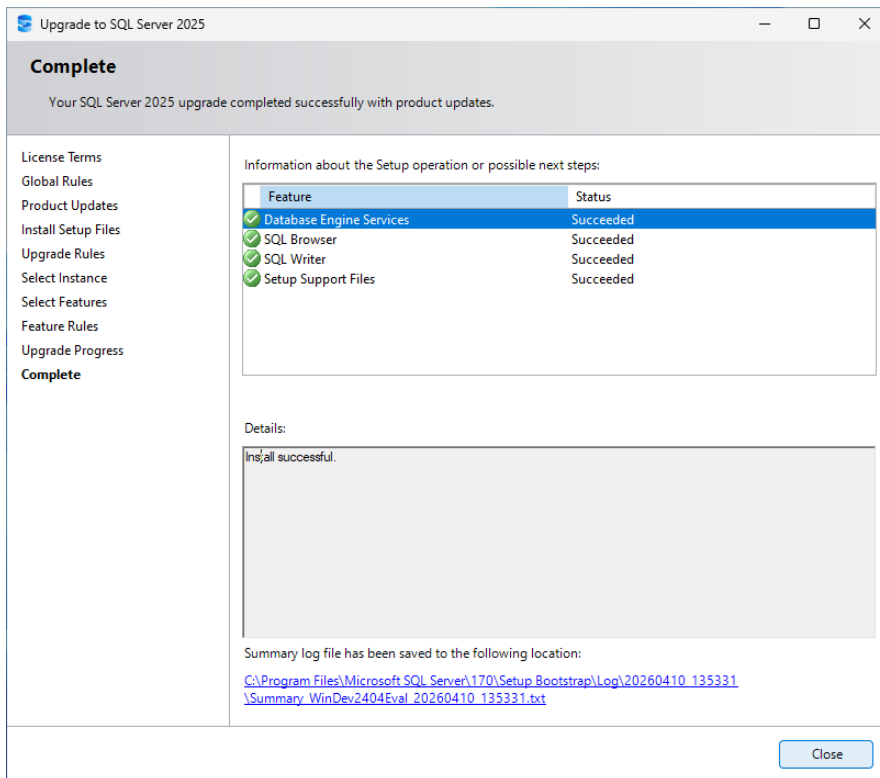 Upgrade to SQL Server 2025
Complete
Your SQL Server 2025 upgrade completed successfully with product updates.
License Terms
Global Rules
Product Updates
Install Setup Files
Upgrade Rules
Select Instance
Select Features
Feature Rules
Upgrade Progress
Complete
Information about the Setup operation or possible next steps:
Feature Status
Database Engine Services Succeeded
SQL Browser Succeeded
SQL Writer Succeeded
Setup Support Files Succeeded
Details:
Install successful.
Summary log file has been saved to the following location:
C:\Program Files\Microsoft SQL Server\170\Setup Bootstrap\Log\20260410_135331
\Summary_WinDev2404Eval_20260410_135331.txt
Close